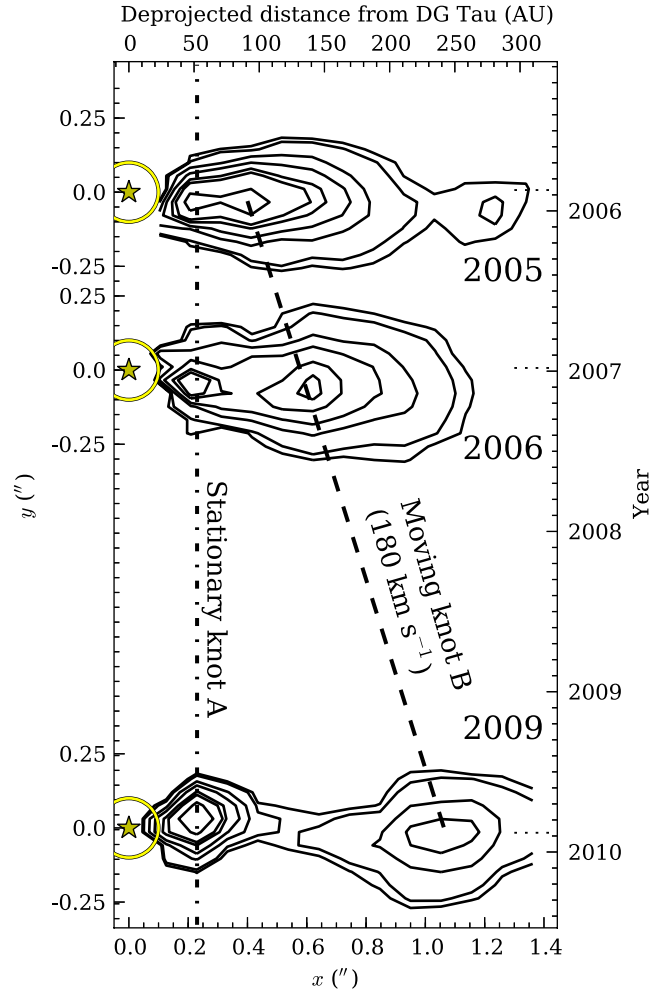 Deprojected distance from DG Tau (AU)
0 50 100 150 200 250 300
0.25
0.0
-0.25
2005
2006
0.25
0.0
-0.25
2006
2007
y (″)
Stationary knot A
Moving knot B
(180 km s⁻¹)
Year
2008
2009
2009
0.25
0.0
-0.25
2010
0.0 0.2 0.4 0.6 0.8 1.0 1.2 1.4
x (″)